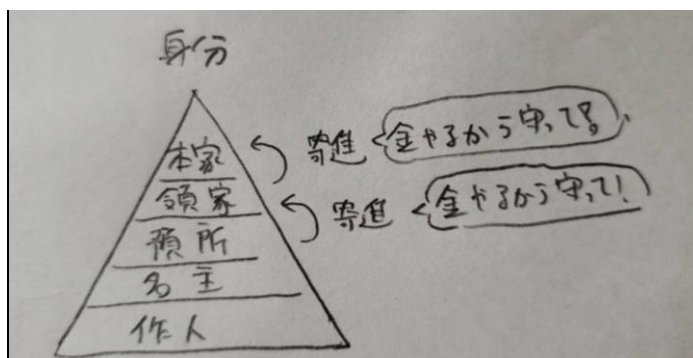 身分
本家
寄進
金やるから守って!
領家
寄進
金やるから守って!
預所
名主
作人